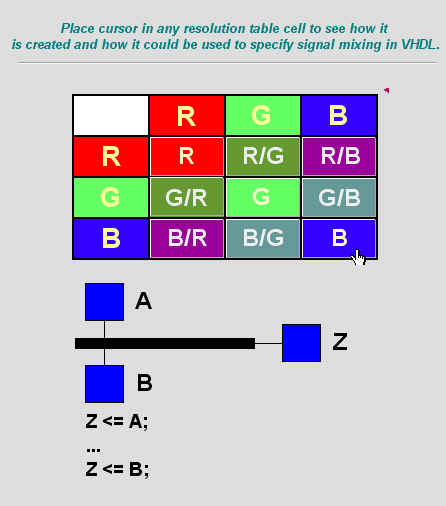 Place cursor in any resolution table cell to see how it
is created and how it could be used to specify signal mixing in VHDL.
R G B
R R R/G R/B
G G/R G G/B
B B/R B/G B
A
Z
B
Z <= A;
...
Z <= B;